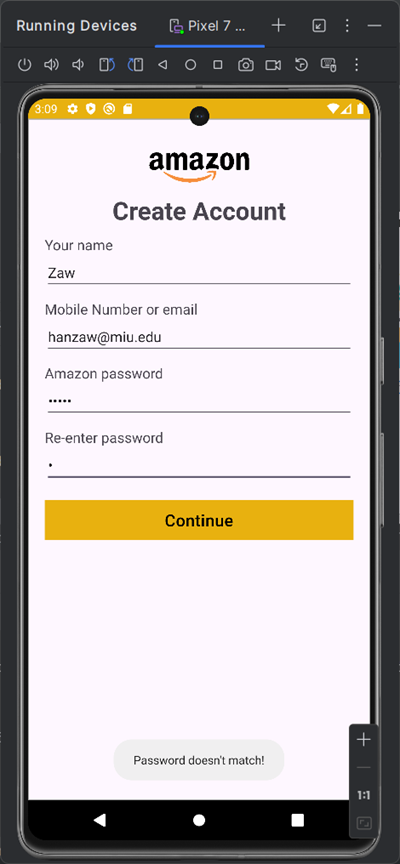 Running Devices
Pixel 7 ...
3:09
amazon
Create Account
Your name
Zaw
Mobile Number or email
hanzaw@miu.edu
Amazon password
•••••
Re-enter password
•
Continue
Password doesn't match!
1:1